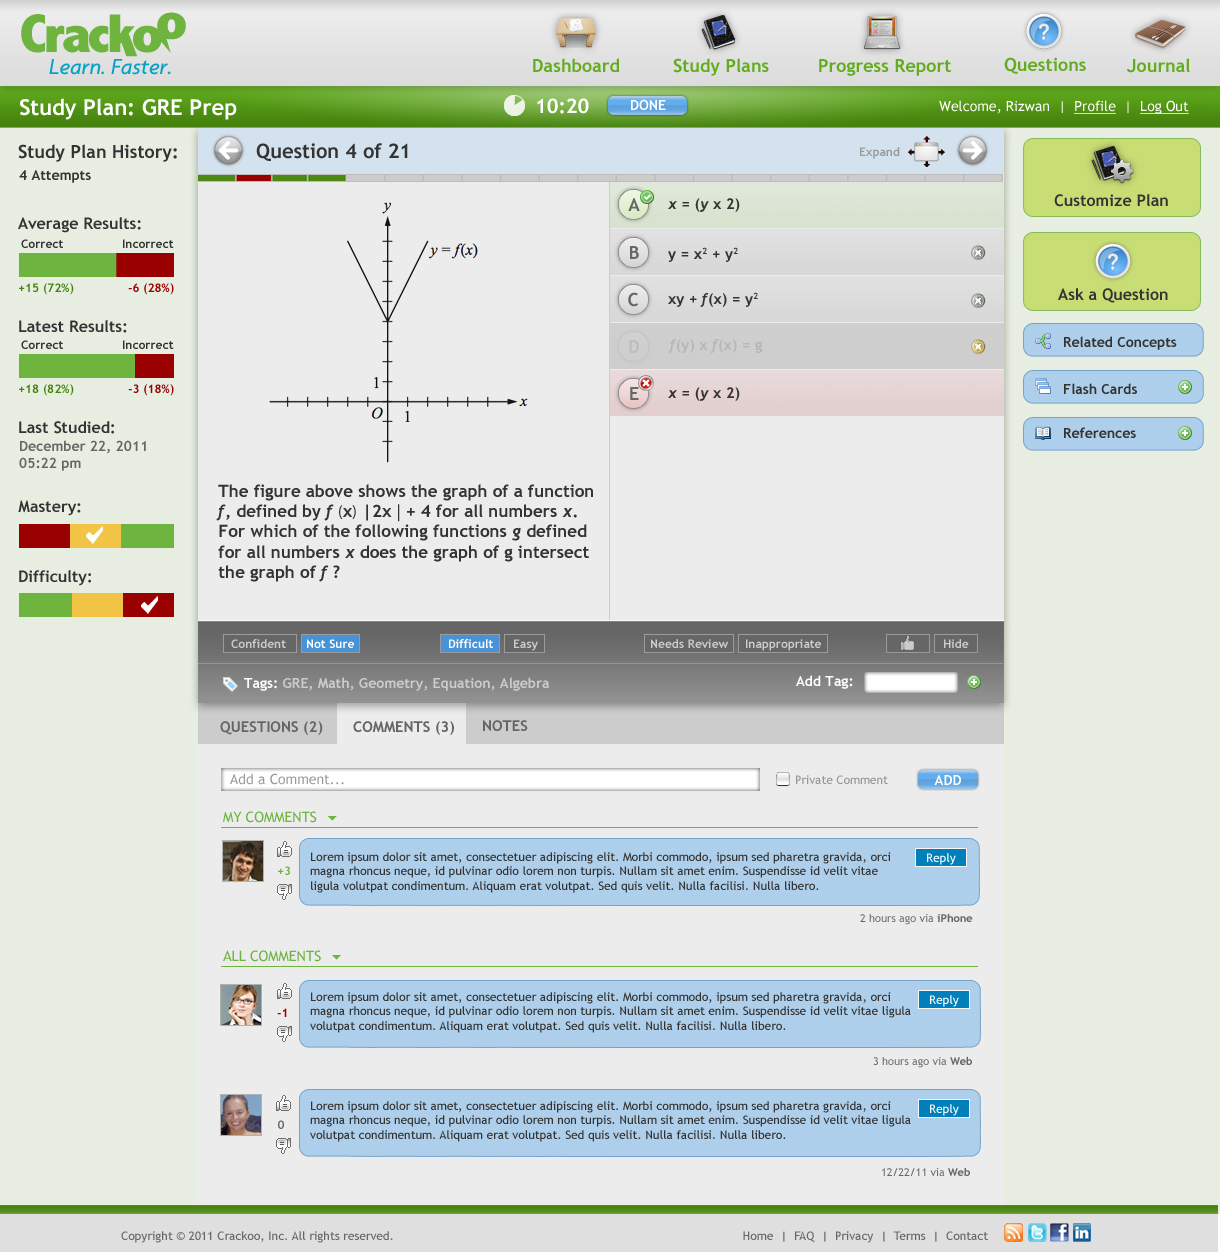 Crackoo
Learn. Faster.
Dashboard
Study Plans
Progress Report
Questions
Journal
Study Plan: GRE Prep
10:20
DONE
Welcome, Rizwan | Profile | Log Out
Study Plan History:
4 Attempts
Average Results:
Correct Incorrect
+15 (72%) -6 (28%)
Latest Results:
Correct Incorrect
+18 (82%) -3 (18%)
Last Studied:
December 22, 2011
05:22 pm
Mastery:
Difficulty:
Question 4 of 21
Expand
y
y = f(x)
1
O
1
x
The figure above shows the graph of a function
f, defined by f (x) |2x | + 4 for all numbers x.
For which of the following functions g defined
for all numbers x does the graph of g intersect
the graph of f ?
A x = (y x 2)
B y = x² + y²
C xy + f(x) = y²
D f(y) x f(x) = g
E x = (y x 2)
Customize Plan
Ask a Question
Related Concepts
Flash Cards
References
Confident Not Sure Difficult Easy Needs Review Inappropriate Hide
Tags: GRE, Math, Geometry, Equation, Algebra
Add Tag:
QUESTIONS (2) COMMENTS (3) NOTES
Add a Comment...
Private Comment
ADD
MY COMMENTS
+3
Lorem ipsum dolor sit amet, consectetuer adipiscing elit. Morbi commodo, ipsum sed pharetra gravida, orci
magna rhoncus neque, id pulvinar odio lorem non turpis. Nullam sit amet enim. Suspendisse id velit vitae
ligula volutpat condimentum. Aliquam erat volutpat. Sed quis velit. Nulla facilisi. Nulla libero.
Reply
2 hours ago via iPhone
ALL COMMENTS
-1
Lorem ipsum dolor sit amet, consectetuer adipiscing elit. Morbi commodo, ipsum sed pharetra gravida, orci
magna rhoncus neque, id pulvinar odio lorem non turpis. Nullam sit amet enim. Suspendisse id velit vitae ligula
volutpat condimentum. Aliquam erat volutpat. Sed quis velit. Nulla facilisi. Nulla libero.
Reply
3 hours ago via Web
0
Lorem ipsum dolor sit amet, consectetuer adipiscing elit. Morbi commodo, ipsum sed pharetra gravida, orci
magna rhoncus neque, id pulvinar odio lorem non turpis. Nullam sit amet enim. Suspendisse id velit vitae ligula
volutpat condimentum. Aliquam erat volutpat. Sed quis velit. Nulla facilisi. Nulla libero.
Reply
12/22/11 via Web
Copyright © 2011 Crackoo, Inc. All rights reserved.
Home | FAQ | Privacy | Terms | Contact